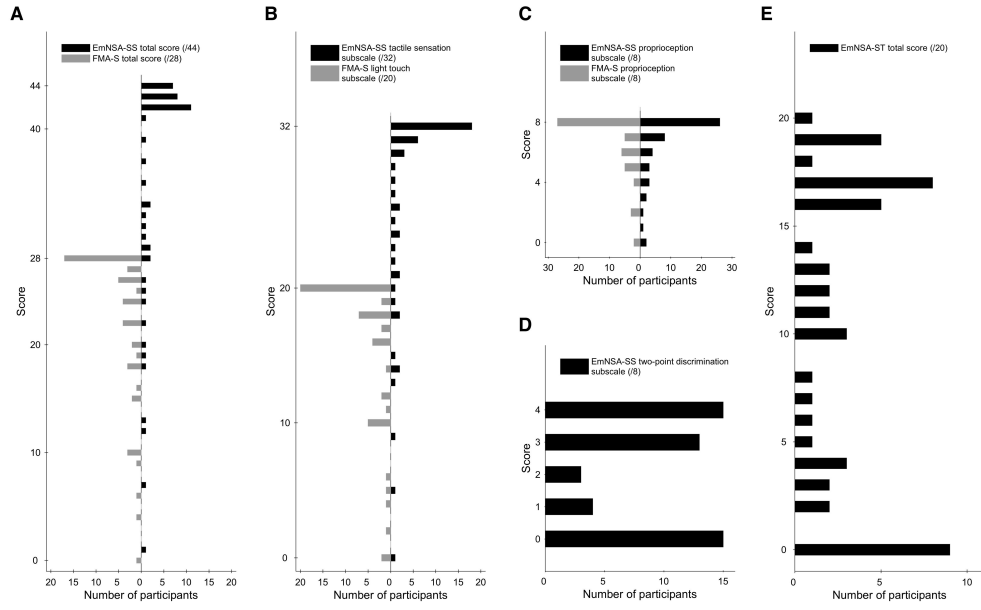 A
EmNSA-SS total score (/44)
FMA-S total score (/28)
44
40
28
20
10
0
Score
20 15 10 5 0 5 10 15 20
Number of participants
B
EmNSA-SS tactile sensation
subscale (/32)
FMA-S light touch
subscale (/20)
32
20
10
0
Score
20 15 10 5 0 5 10 15 20
Number of participants
C
EmNSA-SS proprioception
subscale (/8)
FMA-S proprioception
subscale (/8)
8
4
0
Score
30 20 10 0 10 20 30
Number of participants
D
EmNSA-SS two-point discrimination
subscale (/8)
4
3
2
1
0
Score
0 5 10 15
Number of participants
E
EmNSA-ST total score (/20)
20
15
10
5
0
Score
0 5 10
Number of participants